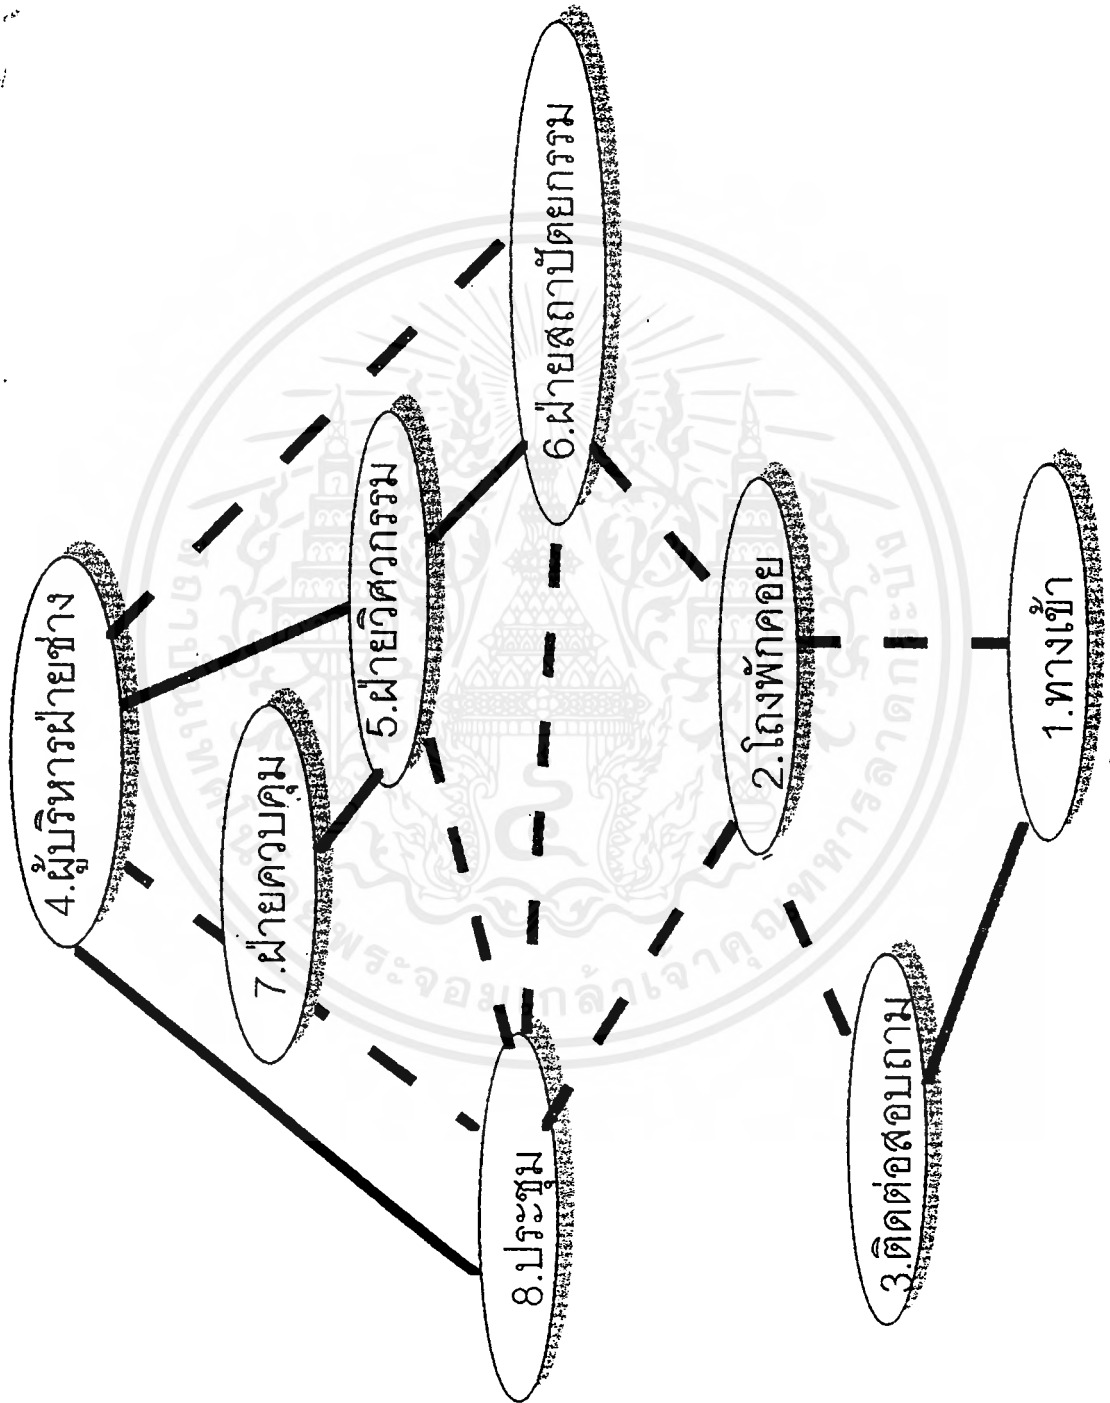 4.ผู้บริหารฝ่ายช่าง
7.ฝ่ายควบคุม
5.ฝ่ายวิศวกรรม
8.ประชุม
6.ฝ่ายสถาปัตยกรรม
2.โถงพักคอย
3.ติดต่อสอบถาม
1.ทางเข้า